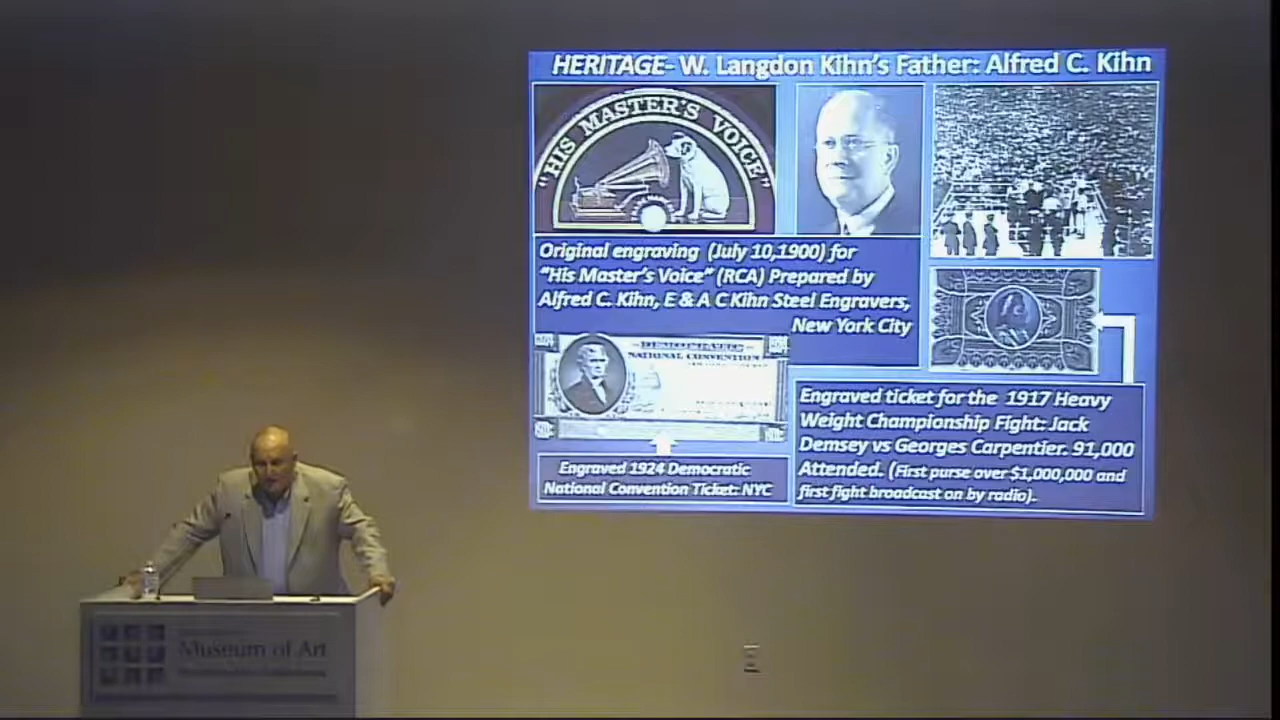 HERITAGE- W. Langdon Kihn's Father: Alfred C. Kihn
"HIS MASTER'S VOICE"
Original engraving (July 10,1900) for
"His Master's Voice" (RCA) Prepared by
Alfred C. Kihn, E & A C Kihn Steel Engravers,
New York City
NATIONAL CONVENTION
Engraved 1924 Democratic
National Convention Ticket: NYC
Engraved ticket for the 1917 Heavy
Weight Championship Fight: Jack
Demsey vs Georges Carpentier. 91,000
Attended. (First purse over $1,000,000 and
first fight broadcast on by radio).
Museum of Art